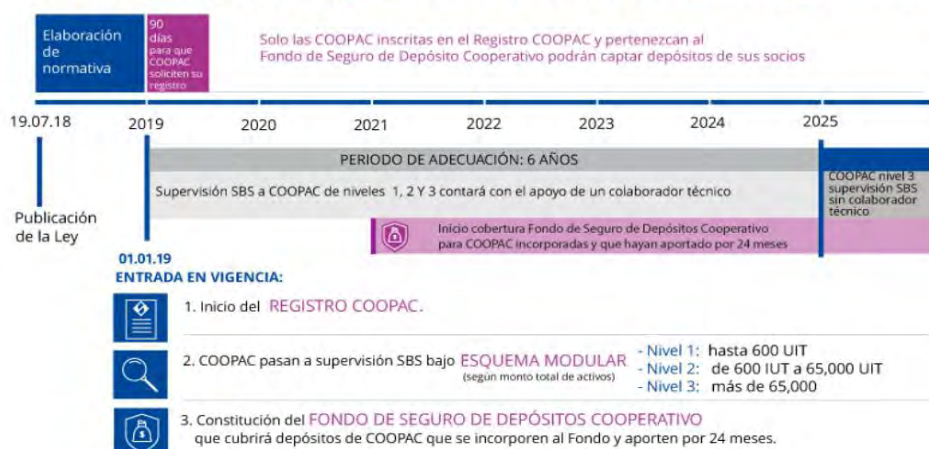 Elaboración
de
normativa
90
días
para que
COOPAC
soliciten su
registro
Solo las COOPAC inscritas en el Registro COOPAC y pertenezcan al
Fondo de Seguro de Depósito Cooperativo podrán captar depósitos de sus socios
19.07.18
2019
2020
2021
2022
2023
2024
2025
PERIODO DE ADECUACIÓN: 6 AÑOS
Supervisión SBS a COOPAC de niveles 1, 2 Y 3 contará con el apoyo de un colaborador técnico
COOPAC nivel 3
supervisión SBS
sin colaborador
técnico
Publicación
de la Ley
Inicio cobertura Fondo de Seguro de Depósitos Cooperativo
para COOPAC incorporadas y que hayan aportado por 24 meses
01.01.19
ENTRADA EN VIGENCIA:
1. Inicio del REGISTRO COOPAC.
2. COOPAC pasan a supervisión SBS bajo ESQUEMA MODULAR
(según monto total de activos)
- Nivel 1: hasta 600 UIT
- Nivel 2: de 600 IUT a 65,000 UIT
- Nivel 3: más de 65,000
3. Constitución del FONDO DE SEGURO DE DEPÓSITOS COOPERATIVO
que cubrirá depósitos de COOPAC que se incorporen al Fondo y aporten por 24 meses.